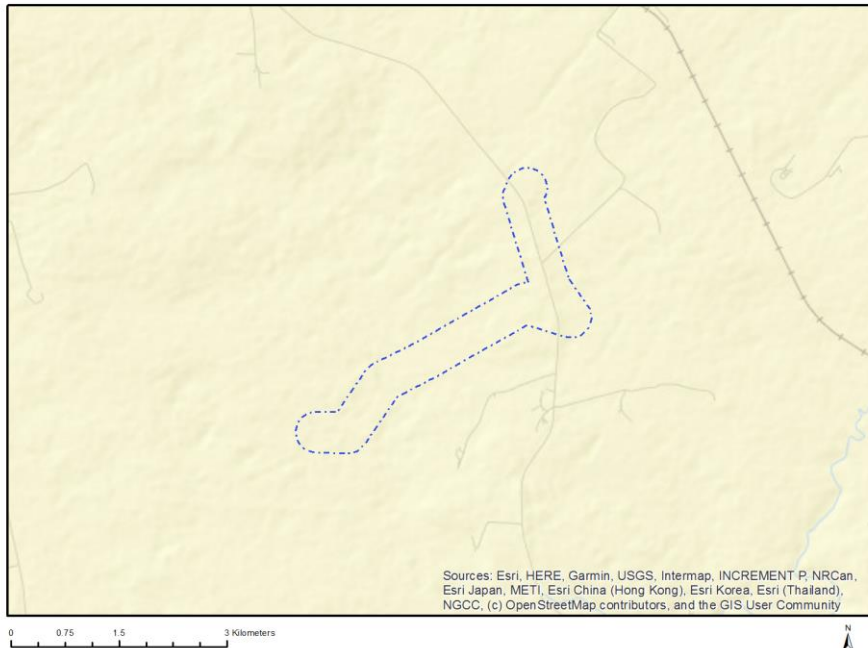 Sources: Esri, HERE, Garmin, USGS, Intermap, INCREMENT P, NRCan,
Esri Japan, METI, Esri China (Hong Kong), Esri Korea, Esri (Thailand),
NGCC, (c) OpenStreetMap contributors, and the GIS User Community
0 0.75 1.5 3 Kilometers
N